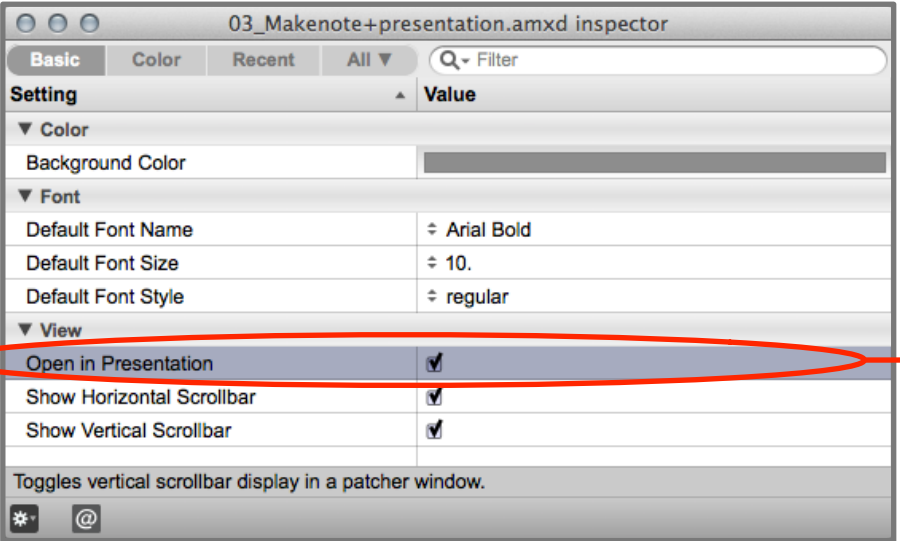 03_Makenote+presentation.amxd inspector
Basic Color Recent All ▼ Filter
Setting Value
▼ Color
Background Color
▼ Font
Default Font Name Arial Bold
Default Font Size 10.
Default Font Style regular
▼ View
Open in Presentation
Show Horizontal Scrollbar
Show Vertical Scrollbar
Toggles vertical scrollbar display in a patcher window.
@